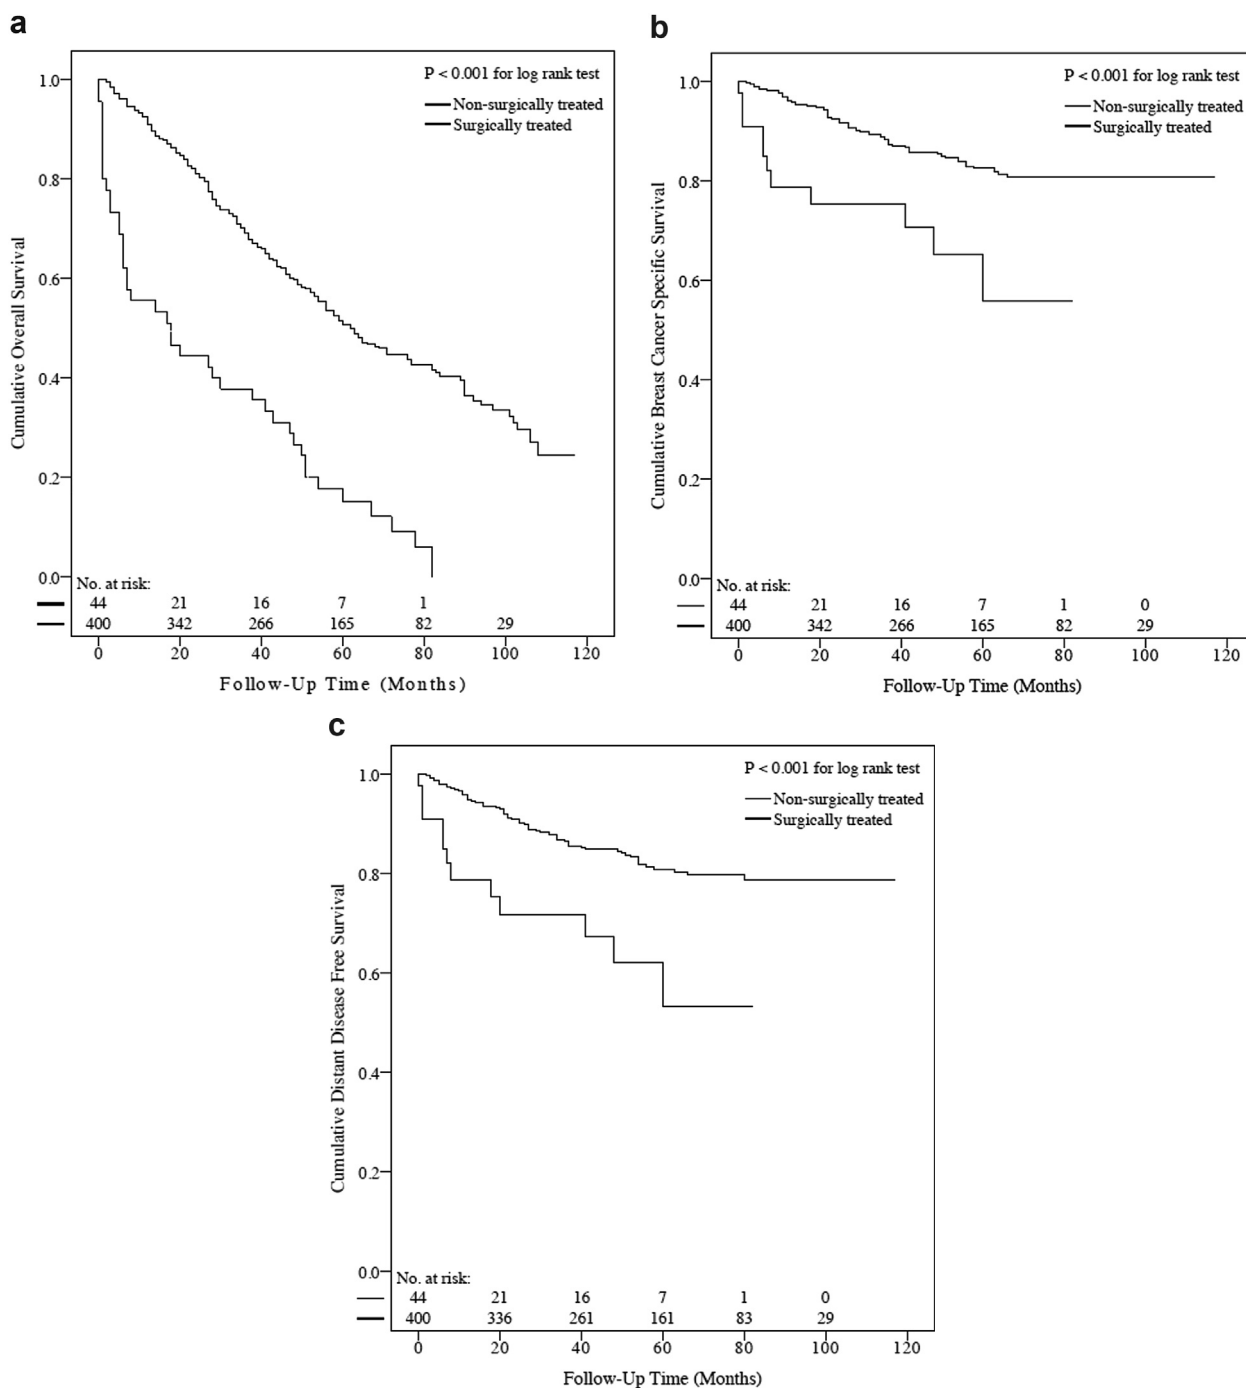 a
P < 0.001 for log rank test
Non-surgically treated
Surgically treated
Cumulative Overall Survival
1.0
0.8
0.6
0.4
0.2
0.0
No. at risk:
44 21 16 7 1
400 342 266 165 82 29
0 20 40 60 80 100 120
Follow-Up Time (Months)
b
P < 0.001 for log rank test
Non-surgically treated
Surgically treated
Cumulative Breast Cancer Specific Survival
1.0
0.8
0.6
0.4
0.2
0.0
No. at risk:
44 21 16 7 1 0
400 342 266 165 82 29
0 20 40 60 80 100 120
Follow-Up Time (Months)
c
P < 0.001 for log rank test
Non-surgically treated
Surgically treated
Cumulative Distant Disease Free Survival
1.0
0.8
0.6
0.4
0.2
0.0
No. at risk:
44 21 16 7 1 0
400 336 261 161 83 29
0 20 40 60 80 100 120
Follow-Up Time (Months)